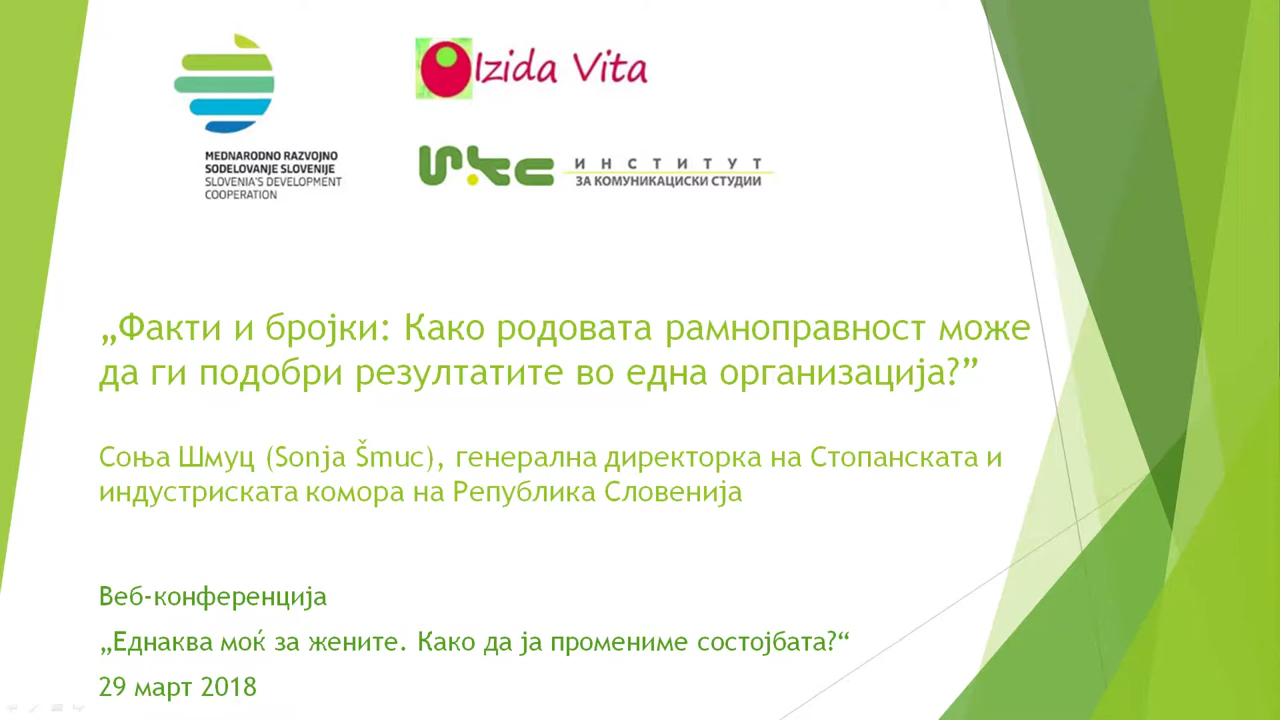 Izida Vita
MEDNARODNO RAZVOJNO
SODELOVANJE SLOVENIJE
SLOVENIA'S DEVELOPMENT
COOPERATION
ИНСТИТУТ
ЗА КОМУНИКАЦИСКИ СТУДИИ
„Факти и бројки: Како родовата рамноправност може
да ги подобри резултатите во една организација?”
Соња Шмуц (Sonja Šmuc), генерална директорка на Стопанската и
индустриската комора на Република Словенија
Веб-конференција
„Еднаква моќ за жените. Како да ја промениме состојбата?“
29 март 2018